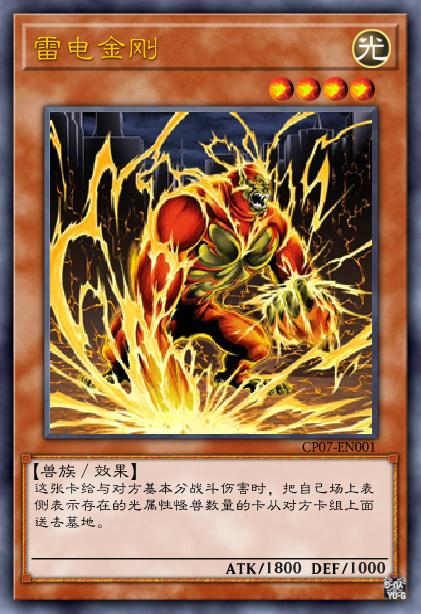 雷电金刚
光
CP07-EN001
【兽族/效果】
这张卡给与对方基本分战斗伤害时，把自己场上表
侧表示存在的光属性怪兽数量的卡从对方卡组上面
送去墓地。
ATK/1800 DEF/1000